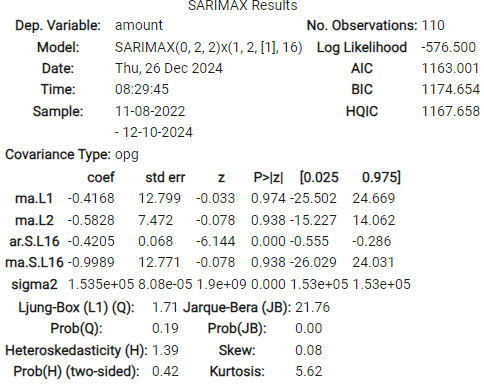 SARIMAX Results
Dep. Variable: amount No. Observations: 110
Model: SARIMAX(0, 2, 2)x(1, 2, [1], 16) Log Likelihood -576.500
Date: Thu, 26 Dec 2024 AIC 1163.001
Time: 08:29:45 BIC 1174.654
Sample: 11-08-2022 HQIC 1167.658
- 12-10-2024
Covariance Type: opg
coef std err z P>|z| [0.025 0.975]
ma.L1 -0.4168 12.799 -0.033 0.974 -25.502 24.669
ma.L2 -0.5828 7.472 -0.078 0.938 -15.227 14.062
ar.S.L16 -0.4205 0.068 -6.144 0.000 -0.555 -0.286
ma.S.L16 -0.9989 12.771 -0.078 0.938 -26.029 24.031
sigma2 1.535e+05 8.08e-05 1.9e+09 0.000 1.53e+05 1.53e+05
Ljung-Box (L1) (Q): 1.71 Jarque-Bera (JB): 21.76
Prob(Q): 0.19 Prob(JB): 0.00
Heteroskedasticity (H): 1.39 Skew: 0.08
Prob(H) (two-sided): 0.42 Kurtosis: 5.62